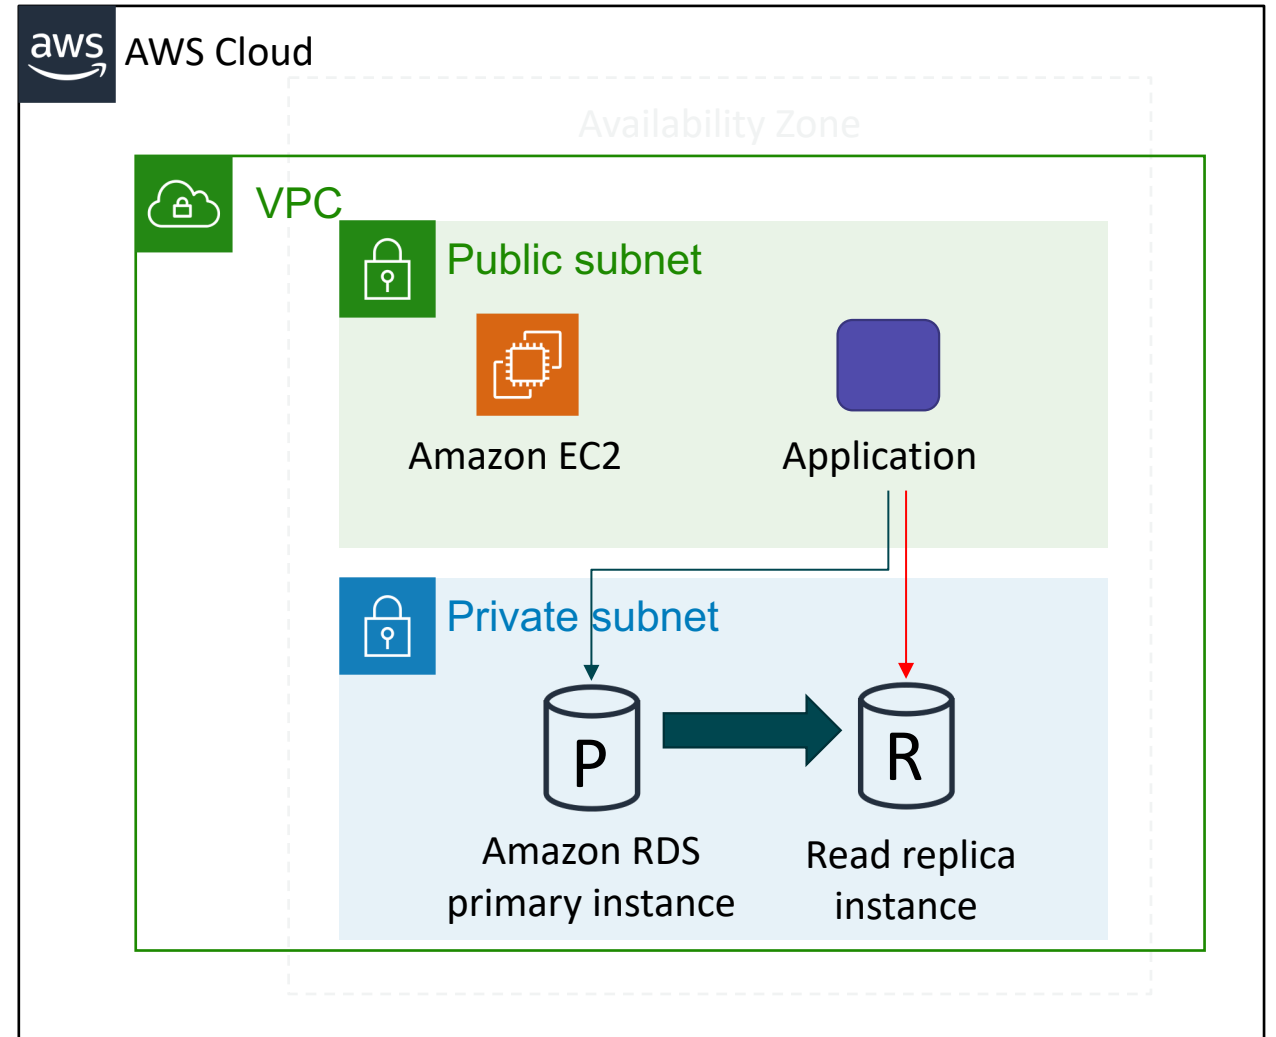 aws
AWS Cloud
Availability Zone
VPC
Public subnet
Amazon EC2
Application
Private subnet
P
R
Amazon RDS
primary instance
Read replica
instance